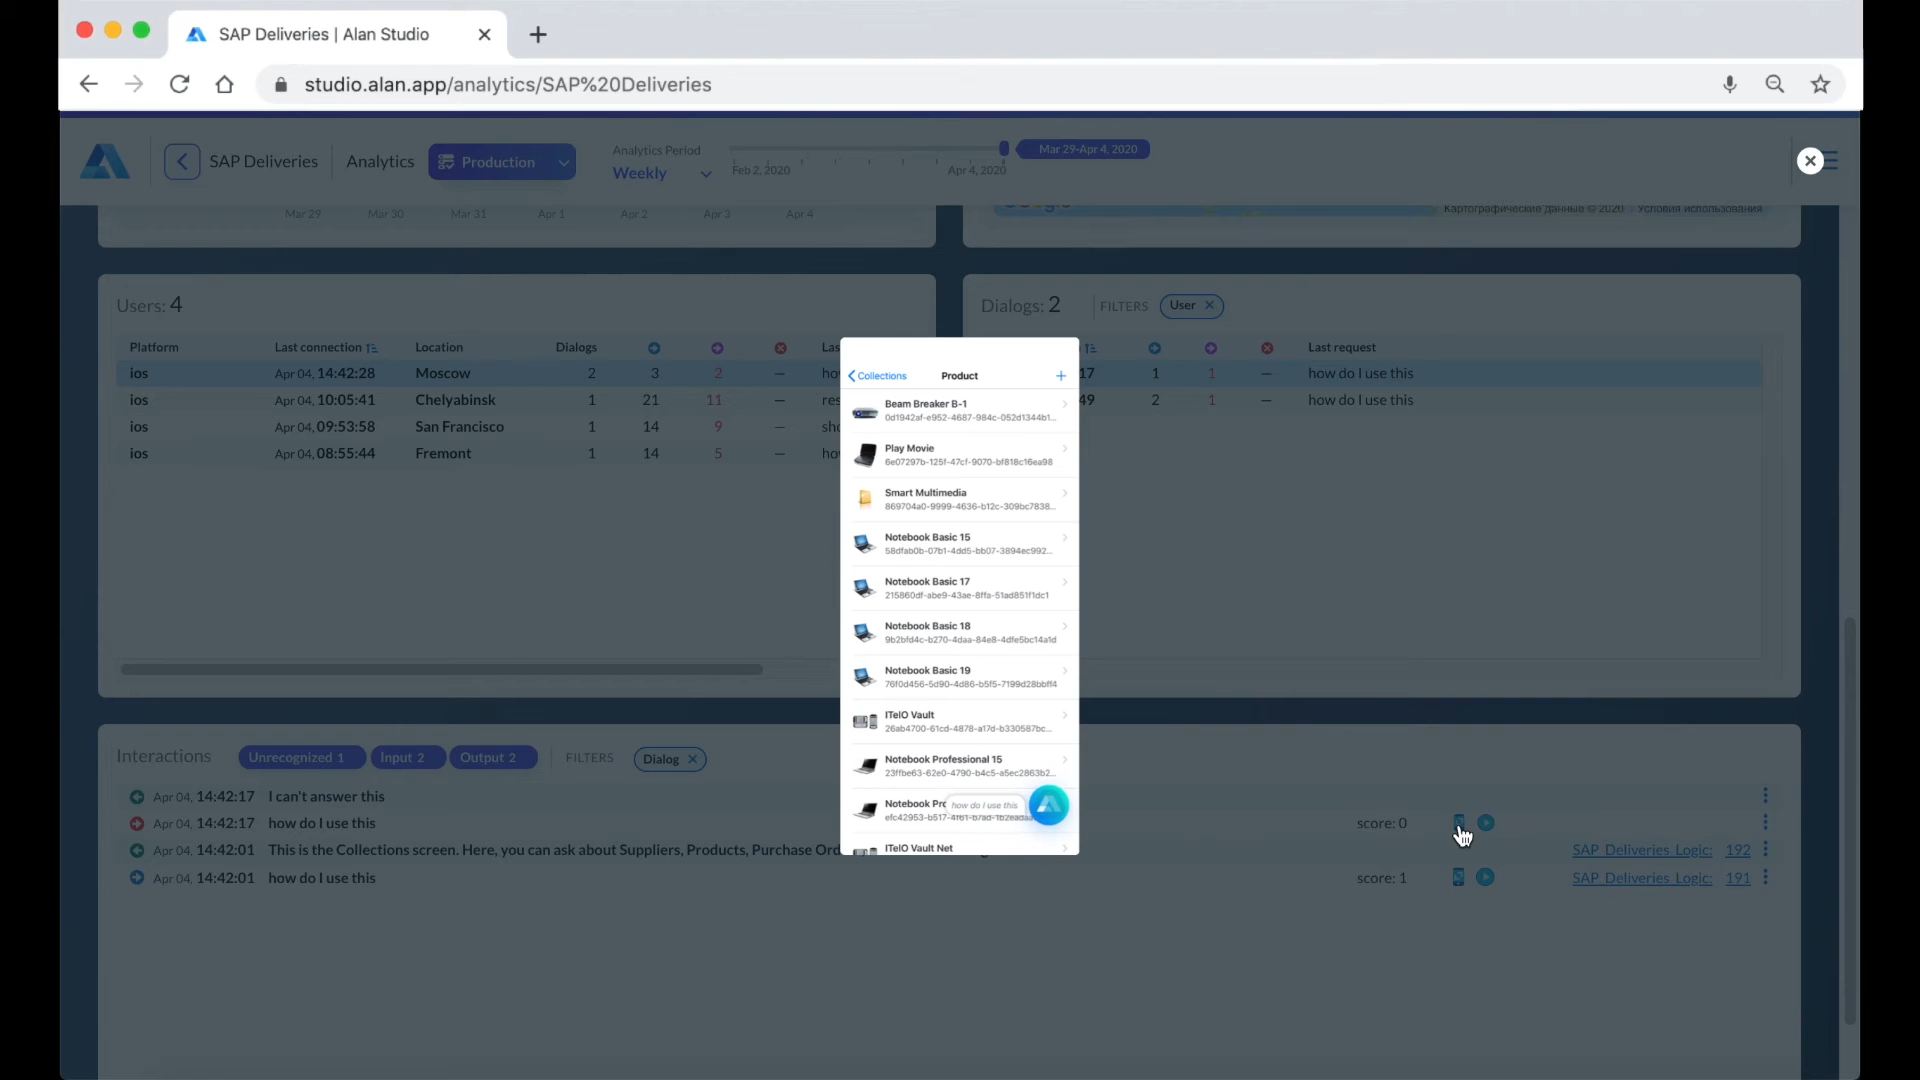 SAP Deliveries | Alan Studio
studio.alan.app/analytics/SAP%20Deliveries
SAP Deliveries
Analytics
Production
Analytics Period
Weekly
Feb 2, 2020
Apr 4, 2020
Mar 29-Apr 4, 2020
Mar 29 Mar 30 Mar 31 Apr 1 Apr 2 Apr 3 Apr 4
Картографические данные © 2020 Условия использования
Users: 4
Platform Last connection Location Dialogs Las
ios Apr 04, 14:42:28 Moscow 2 3 2 — ho
ios Apr 04, 10:05:41 Chelyabinsk 1 21 11 — res
ios Apr 04, 09:53:58 San Francisco 1 14 9 — sho
ios Apr 04, 08:55:44 Fremont 1 14 5 — ho
Dialogs: 2 FILTERS User
Last request
17 1 1 — how do I use this
49 2 1 — how do I use this
Collections Product +
Beam Breaker B-1
0d1942af-e952-4687-984c-052d1344b1...
Play Movie
6e07297b-125f-47cf-9070-bf818c16ea98
Smart Multimedia
869704a0-9999-4636-b12c-309bc7838...
Notebook Basic 15
58dfab0b-07b1-4dd5-bb07-3894ec992...
Notebook Basic 17
215860df-abe9-43ae-8ffa-51ad851f1dc1
Notebook Basic 18
9b2bfd4c-b270-4daa-84e8-4dfe5bc14a1d
Notebook Basic 19
76f0d456-5d90-4d86-b5f5-7199d28bbff4
ITelO Vault
26ab4700-61cd-4878-a17d-b330587bc...
Notebook Professional 15
23ffbe63-62e0-4790-b4c5-a5ec2863b2...
Notebook Pro
how do I use this
ITelO Vault Net
Interactions Unrecognized 1 Input 2 Output 2 FILTERS Dialog
Apr 04, 14:42:17 I can't answer this
Apr 04, 14:42:17 how do I use this score: 0
Apr 04, 14:42:01 This is the Collections screen. Here, you can ask about Suppliers, Products, Purchase Ord SAP Deliveries Logic: 192
Apr 04, 14:42:01 how do I use this score: 1 SAP Deliveries Logic: 191